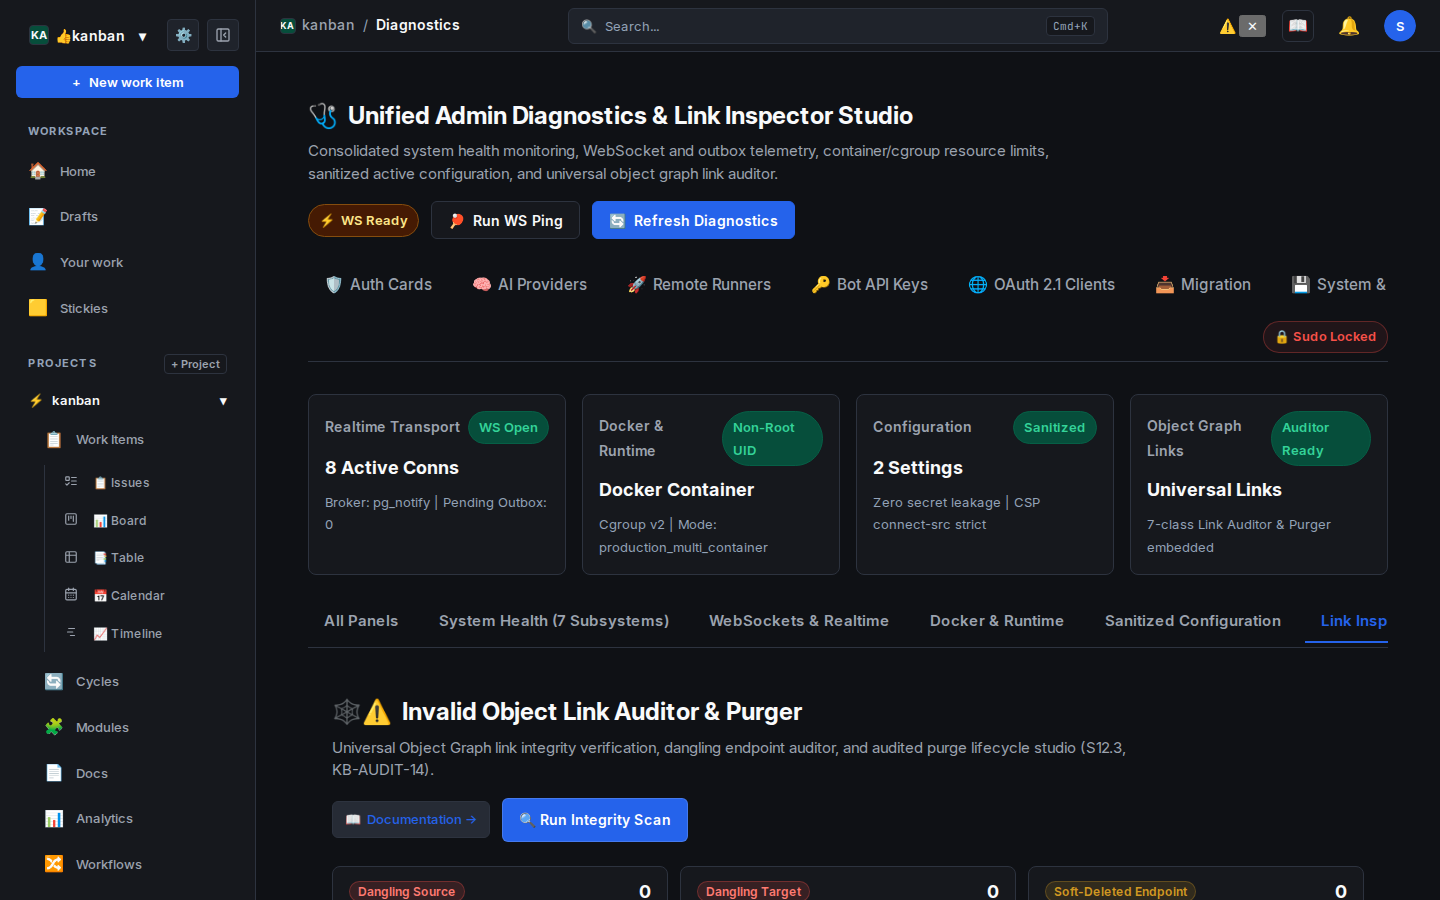 KA 👍kanban ▼
+ New work item
WORKSPACE
Home
Drafts
Your work
Stickies
PROJECTS
+ Project
kanban ▼
Work Items
Issues
Board
Table
Calendar
Timeline
Cycles
Modules
Docs
Analytics
Workflows
KA kanban / Diagnostics
Search...
Cmd+K
✕
S
Unified Admin Diagnostics & Link Inspector Studio
Consolidated system health monitoring, WebSocket and outbox telemetry, container/cgroup resource limits,
sanitized active configuration, and universal object graph link auditor.
WS Ready
Run WS Ping
Refresh Diagnostics
Auth Cards
AI Providers
Remote Runners
Bot API Keys
OAuth 2.1 Clients
Migration
System &
Sudo Locked
Realtime Transport
WS Open
8 Active Conns
Broker: pg_notify | Pending Outbox:
0
Docker &
Runtime
Non-Root
UID
Docker Container
Cgroup v2 | Mode:
production_multi_container
Configuration
Sanitized
2 Settings
Zero secret leakage | CSP
connect-src strict
Object Graph
Links
Auditor
Ready
Universal Links
7-class Link Auditor & Purger
embedded
All Panels
System Health (7 Subsystems)
WebSockets & Realtime
Docker & Runtime
Sanitized Configuration
Link Insp
Invalid Object Link Auditor & Purger
Universal Object Graph link integrity verification, dangling endpoint auditor, and audited purge lifecycle studio (S12.3,
KB-AUDIT-14).
Documentation →
Run Integrity Scan
Dangling Source
0
Dangling Target
0
Soft-Deleted Endpoint
0